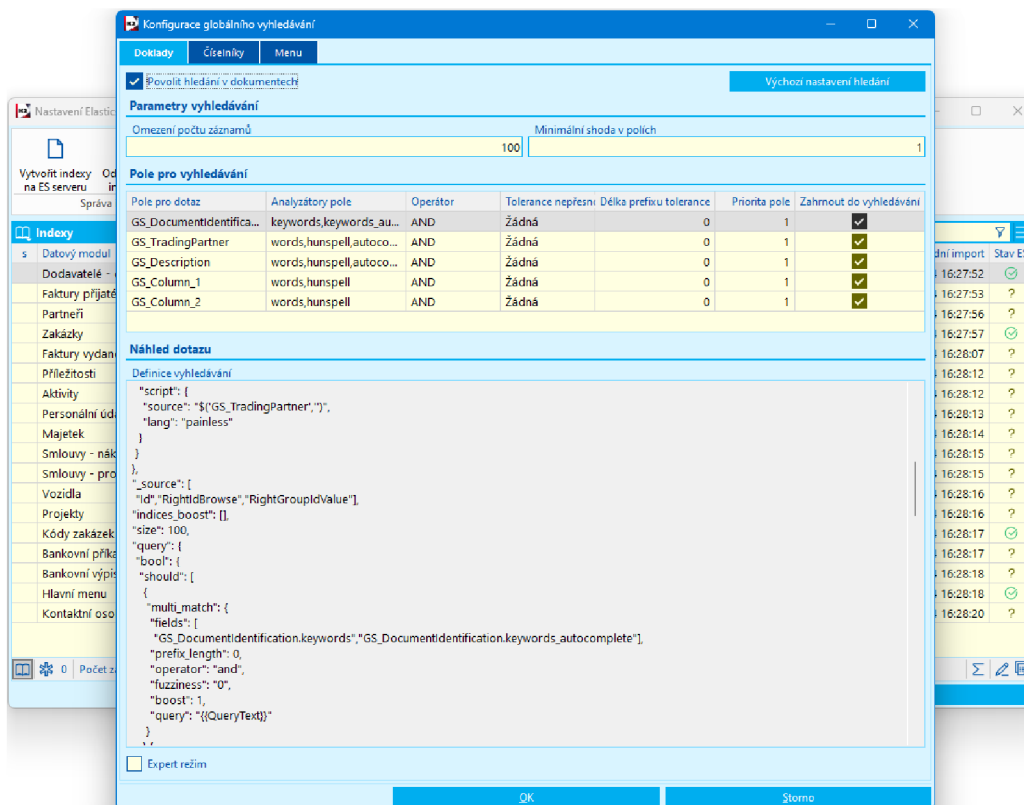 Konfigurace globálního vyhledávání
Doklady Číselníky Menu
Povolit hledání v dokumentech
Výchozí nastavení hledání
Parametry vyhledávání
Omezení počtu záznamů Minimální shoda v polích
100 1
Pole pro vyhledávání
Pole pro dotaz Analyzátory pole Operátor Tolerance nepřesn Délka prefixu tolerance Priorita pole Zahrnout do vyhledávání
GS_DocumentIdentifica... keywords,keywords_au... AND Žádná 0 1
GS_TradingPartner words,hunspell,autoco... AND Žádná 0 1
GS_Description words,hunspell,autoco... AND Žádná 0 1
GS_Column_1 words,hunspell AND Žádná 0 1
GS_Column_2 words,hunspell AND Žádná 0 1
Náhled dotazu
Definice vyhledávání
"script": {
"source": "$('GS_TradingPartner','')",
"lang": "painless"
}
}
},
"_source": [
"Id","RightIdBrowse","RightGroupIdValue"],
"indices_boost": [],
"size": 100,
"query": {
"bool": {
"should": [
{
"multi_match": {
"fields": [
"GS_DocumentIdentification.keywords","GS_DocumentIdentification.keywords_autocomplete"],
"prefix_length": 0,
"operator": "and",
"fuzziness": "0",
"boost": 1,
"query": "{{QueryText}}"
}
Expert režim
OK Storno
Nastavení Elastic
Vytvořit indexy Od
na ES serveru in
Správa
Indexy
s Datový modul dní import Stav ES
Dodavatelé - 16:27:52
Faktury přijaté 16:27:53 ?
Partneři 16:27:56 ?
Zakázky 16:27:57
Faktury vydan 16:28:07 ?
Příležitosti 16:28:12 ?
Aktivity 16:28:12 ?
Personální úda 16:28:13 ?
Majetek 16:28:14 ?
Smlouvy - nák 16:28:15 ?
Smlouvy - pro 16:28:15 ?
Vozidla 16:28:16 ?
Projekty 16:28:16 ?
Kódy zakázek 16:28:17
Bankovní příka 16:28:17 ?
Bankovní výpis 16:28:18 ?
Hlavní menu 16:28:18
Kontaktní oso 16:28:20 ?
0 Počet zá